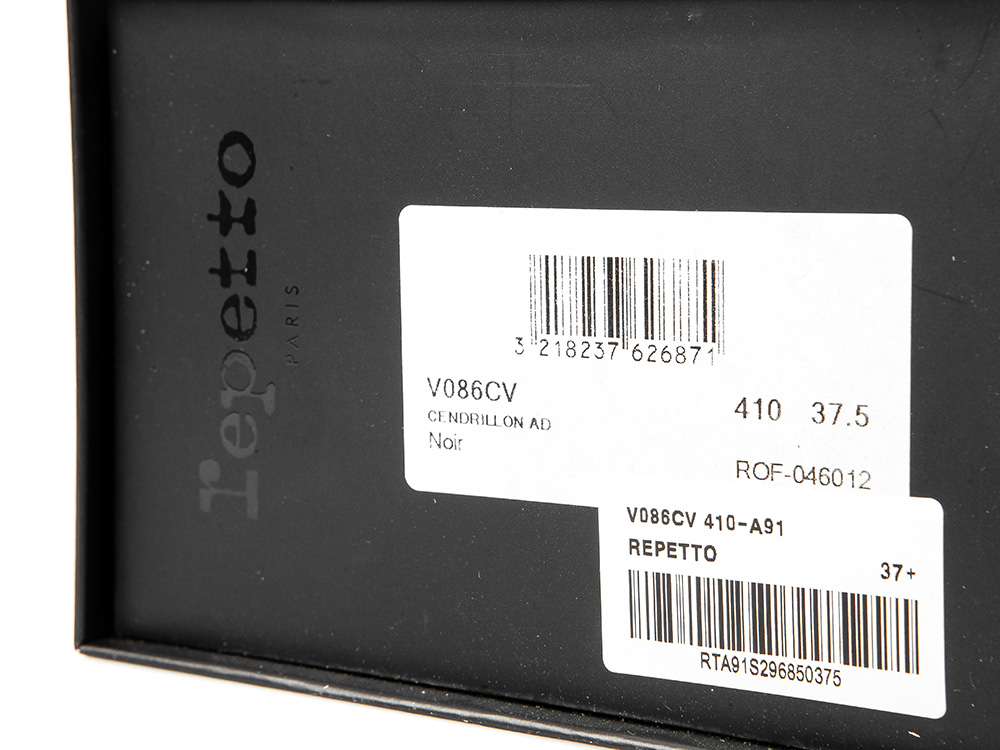 repetto
PARIS
3 218237 626871
V086CV
CENDRILLON AD
Noir
410 37.5
ROF-046012
V086CV 410-A91
REPETTO
37+
RTA91S296850375